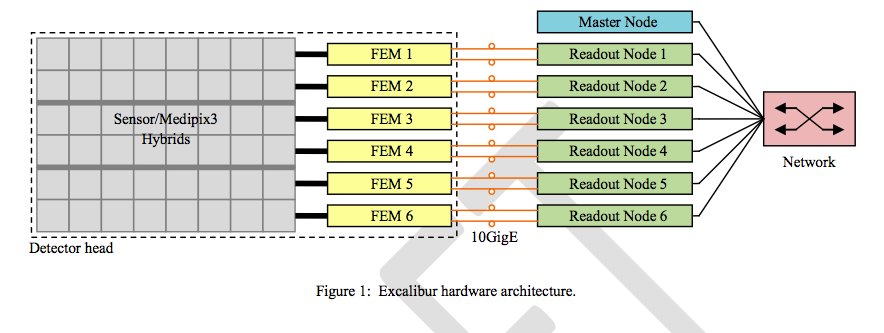 Master Node
FEM 1
Readout Node 1
FEM 2
Readout Node 2
Sensor/Medipix3
Hybrids
FEM 3
Readout Node 3
FEM 4
Readout Node 4
Network
FEM 5
Readout Node 5
FEM 6
Readout Node 6
10GigE
Detector head
Figure 1: Excalibur hardware architecture.